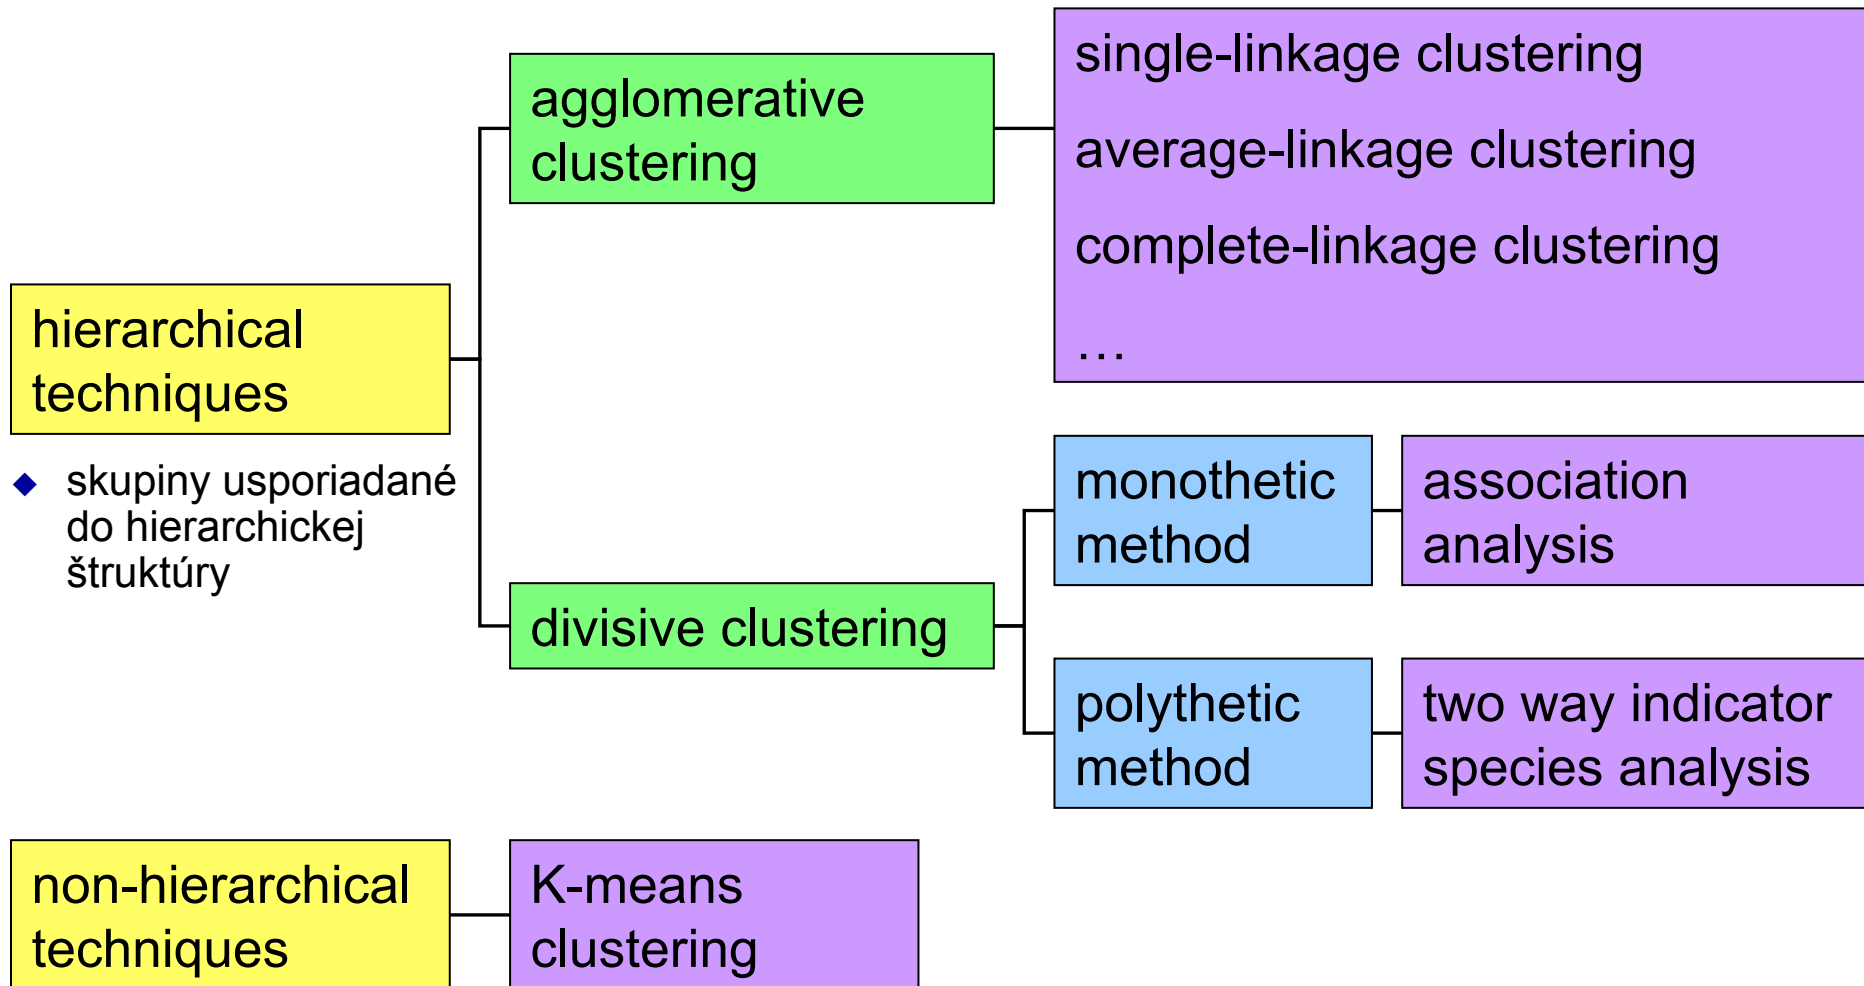 hierarchical
techniques
◆ skupiny usporiadané
do hierarchickej
štruktúry
agglomerative
clustering
single-linkage clustering
average-linkage clustering
complete-linkage clustering
…
divisive clustering
monothetic
method
association
analysis
polythetic
method
two way indicator
species analysis
non-hierarchical
techniques
K-means
clustering